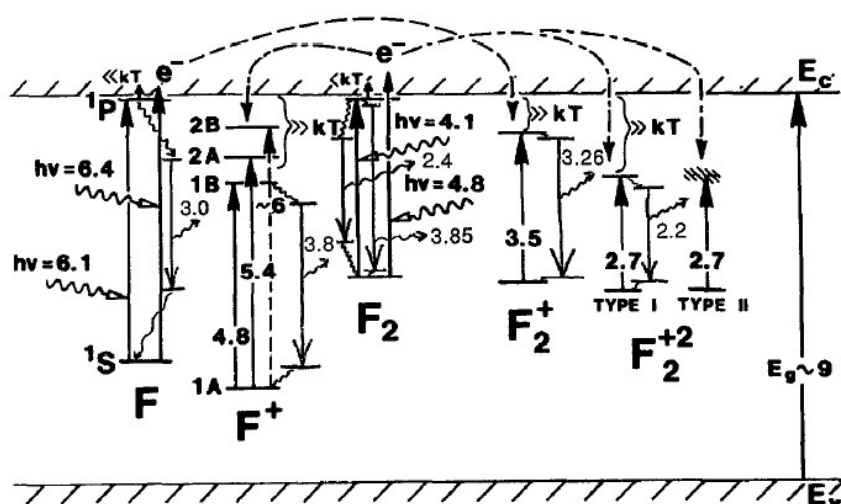 e⁻
e⁻
≪kT
<kT
E_c
¹P
2B
≫kT
hν=4.1
≫kT
≫kT
2A
hν=6.4
1B
2.4
3.26
~6
hν=4.8
3.0
3.8
3.85
3.5
2.2
hν=6.1
5.4
2.7
2.7
4.8
TYPE I
TYPE II
F₂
F₂⁺
F₂⁺²
¹S
1A
E_g~9
F
F⁺
E_v